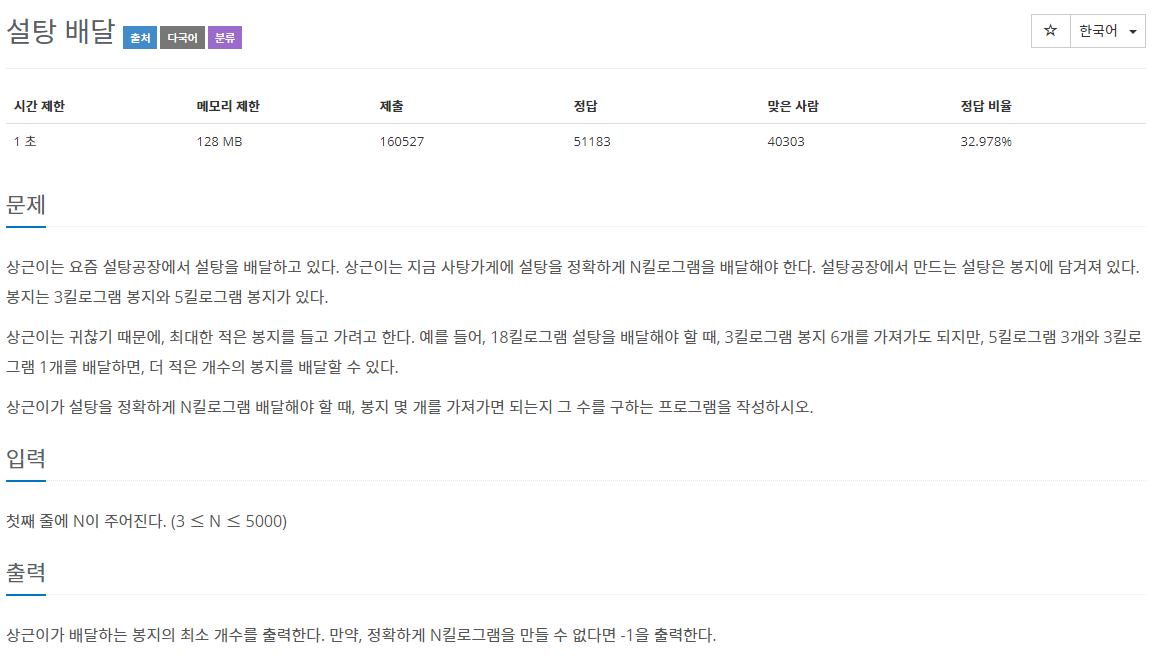 설탕 배달 출처 다국어 분류
☆ 한국어
시간 제한 메모리 제한 제출 정답 맞은 사람 정답 비율
1 초 128 MB 160527 51183 40303 32.978%
문제
상근이는 요즘 설탕공장에서 설탕을 배달하고 있다. 상근이는 지금 사탕가게에 설탕을 정확하게 N킬로그램을 배달해야 한다. 설탕공장에서 만드는 설탕은 봉지에 담겨져 있다.
봉지는 3킬로그램 봉지와 5킬로그램 봉지가 있다.
상근이는 귀찮기 때문에, 최대한 적은 봉지를 들고 가려고 한다. 예를 들어, 18킬로그램 설탕을 배달해야 할 때, 3킬로그램 봉지 6개를 가져가도 되지만, 5킬로그램 3개와 3킬로
그램 1개를 배달하면, 더 적은 개수의 봉지를 배달할 수 있다.
상근이가 설탕을 정확하게 N킬로그램 배달해야 할 때, 봉지 몇 개를 가져가면 되는지 그 수를 구하는 프로그램을 작성하시오.
입력
첫째 줄에 N이 주어진다. (3 ≤ N ≤ 5000)
출력
상근이가 배달하는 봉지의 최소 개수를 출력한다. 만약, 정확하게 N킬로그램을 만들 수 없다면 -1을 출력한다.